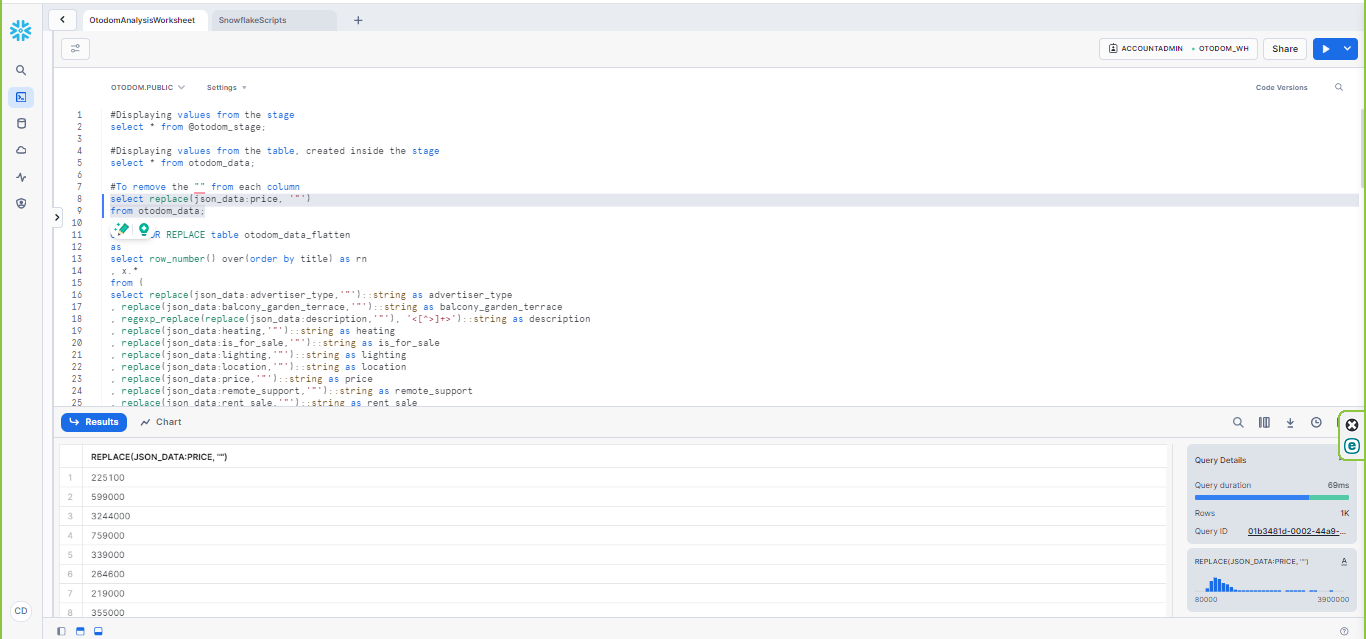 OtodomAnalysisWorksheet
SnowflakeScripts
+
ACCOUNTADMIN • OTODOM_WH
Share
OTODOM.PUBLIC
Settings
Code Versions
1 #Displaying values from the stage
2 select * from @otodom_stage;
3
4 #Displaying values from the table, created inside the stage
5 select * from otodom_data;
6
7 #To remove the "" from each column
8 select replace(json_data:price, '"')
9 from otodom_data;
10
11 OR REPLACE table otodom_data_flatten
12 as
13 select row_number() over(order by title) as rn
14 , x.*
15 from (
16 select replace(json_data:advertiser_type,'"')::string as advertiser_type
17 , replace(json_data:balcony_garden_terrace,'"')::string as balcony_garden_terrace
18 , regexp_replace(replace(json_data:description,'"'), '<[^>]+>')::string as description
19 , replace(json_data:heating,'"')::string as heating
20 , replace(json_data:is_for_sale,'"')::string as is_for_sale
21 , replace(json_data:lighting,'"')::string as lighting
22 , replace(json_data:location,'"')::string as location
23 , replace(json_data:price,'"')::string as price
24 , replace(json_data:remote_support,'"')::string as remote_support
25 , replace(json_data:rent_sale,'"')::string as rent_sale
Results
Chart
REPLACE(JSON_DATA:PRICE, '"')
1 225100
2 599000
3 3244000
4 759000
5 339000
6 264600
7 219000
8 355000
Query Details
Query duration 69ms
Rows 1K
Query ID 01b3481d-0002-44a9-...
REPLACE(JSON_DATA:PRICE, '"') A
80000 3900000
CD